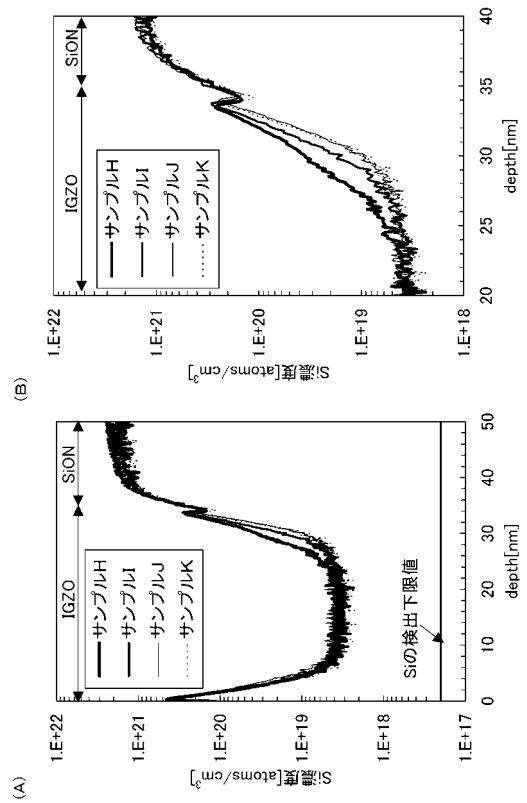 (A)
Si濃度[atoms/cm³]
1.E+22
1.E+21
1.E+20
1.E+19
1.E+18
1.E+17
IGZO
SiON
サンプルH
サンプルI
サンプルJ
サンプルK
Siの検出下限値
0
10
20
30
40
50
depth[nm]
(B)
Si濃度[atoms/cm³]
1.E+22
1.E+21
1.E+20
1.E+19
1.E+18
IGZO
SiON
サンプルH
サンプルI
サンプルJ
サンプルK
20
25
30
35
40
depth[nm]